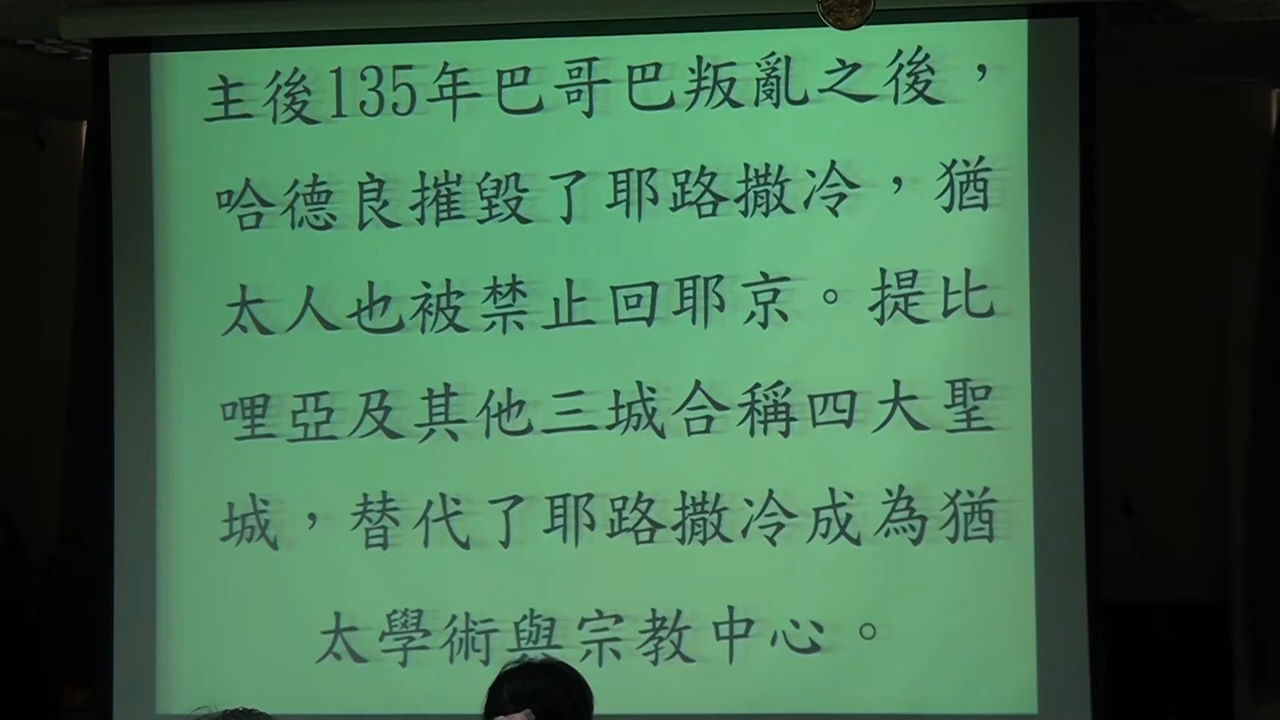 主後135年巴哥巴叛亂之後，
哈德良摧毀了耶路撒冷，猶
太人也被禁止回耶京。提比
哩亞及其他三城合稱四大聖
城，替代了耶路撒冷成為猶
太學術與宗教中心。